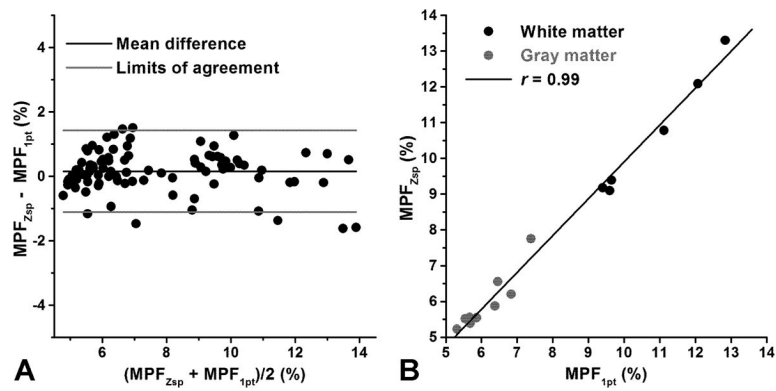 4
2
0
-2
-4
MPF_Zsp - MPF_1pt (%)
Mean difference
Limits of agreement
6 8 10 12 14
A
(MPF_Zsp + MPF_1pt)/2 (%)
14
13
12
11
10
9
8
7
6
5
MPF_Zsp (%)
White matter
Gray matter
r = 0.99
5 6 7 8 9 10 11 12 13 14
B
MPF_1pt (%)